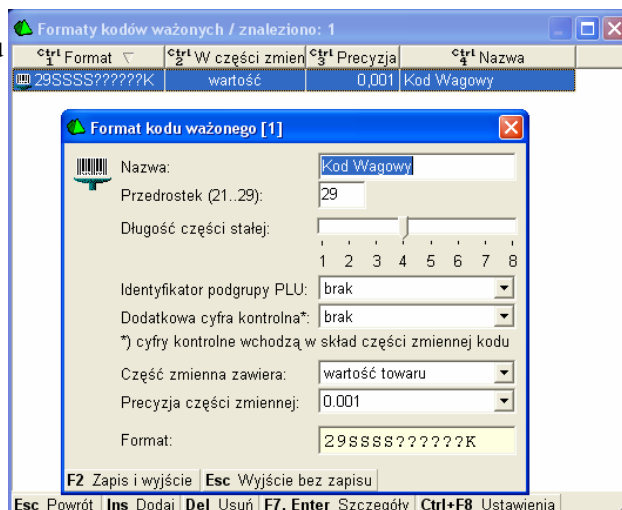 Formaty kodów ważonych / znaleziono: 1
Ctrl 1 Format Ctrl 2 W części zmien Ctrl 3 Precyzja Ctrl 4 Nazwa
29SSSS??????K wartość 0,001 Kod Wagowy
Format kodu ważonego [1]
Nazwa: Kod Wagowy
Przedrostek (21..29): 29
Długość części stałej:
1 2 3 4 5 6 7 8
Identyfikator podgrupy PLU: brak
Dodatkowa cyfra kontrolna*: brak
*) cyfry kontrolne wchodzą w skład części zmiennej kodu
Część zmienna zawiera: wartość towaru
Precyzja części zmiennej: 0.001
Format: 29SSSS??????K
F2 Zapis i wyjście Esc Wyjście bez zapisu
Esc Powrót Ins Dodaj Del Usuń F7, Enter Szczegóły Ctrl+F8 Ustawienia